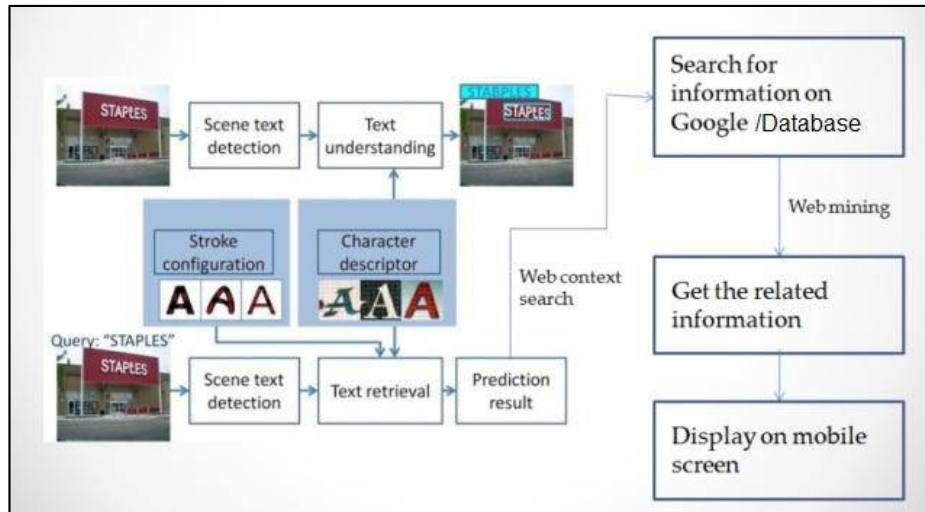 STAPLES
Scene text
detection
Text
understanding
STABPLES
STAPLES
Search for
information on
Google /Database
Stroke
configuration
A A A
Character
descriptor
A A A
Web context
search
Web mining
Get the related
information
Query: "STAPLES"
STAPLES
Scene text
detection
Text retrieval
Prediction
result
Display on mobile
screen